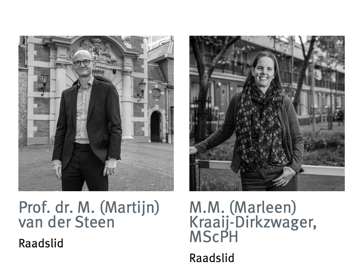 Prof. dr. M. (Martijn)
van der Steen
Raadslid
M.M. (Marleen)
Kraaij-Dirkzwager,
MScPH
Raadslid